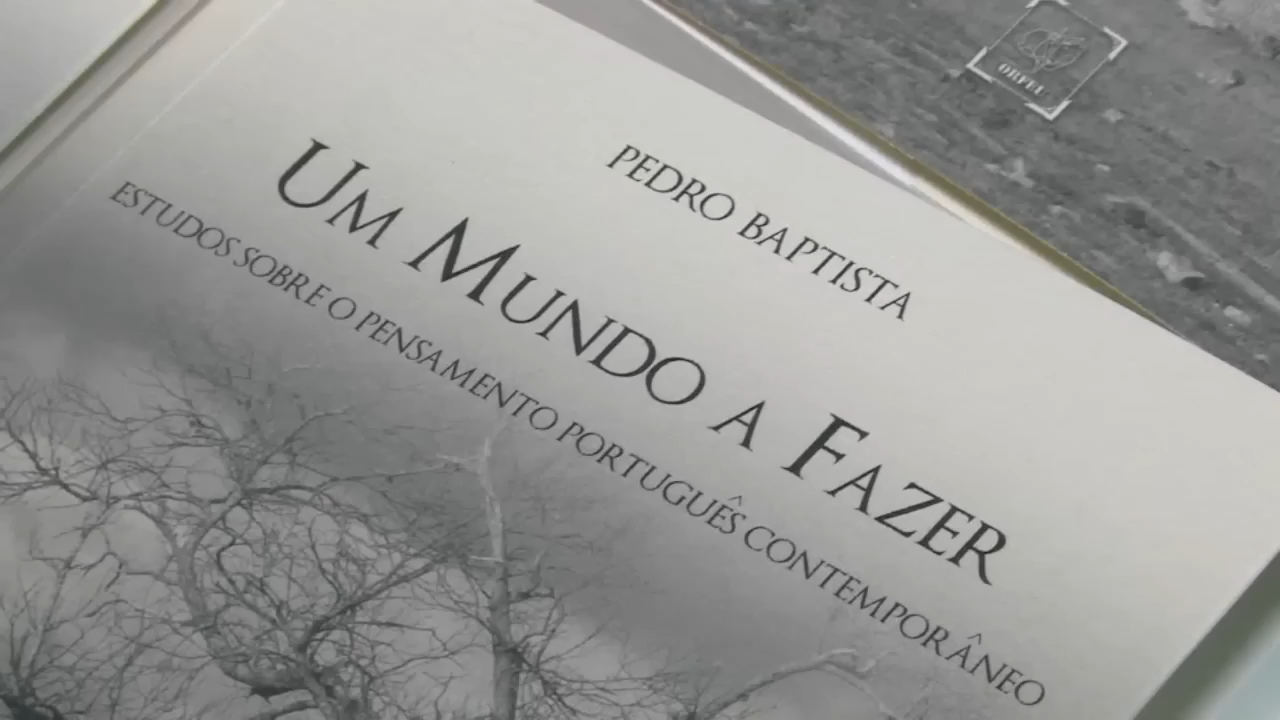 PEDRO BAPTISTA
UM MUNDO A FAZER
ESTUDOS SOBRE O PENSAMENTO PORTUGUÊS CONTEMPORÂNEO
ORFEU